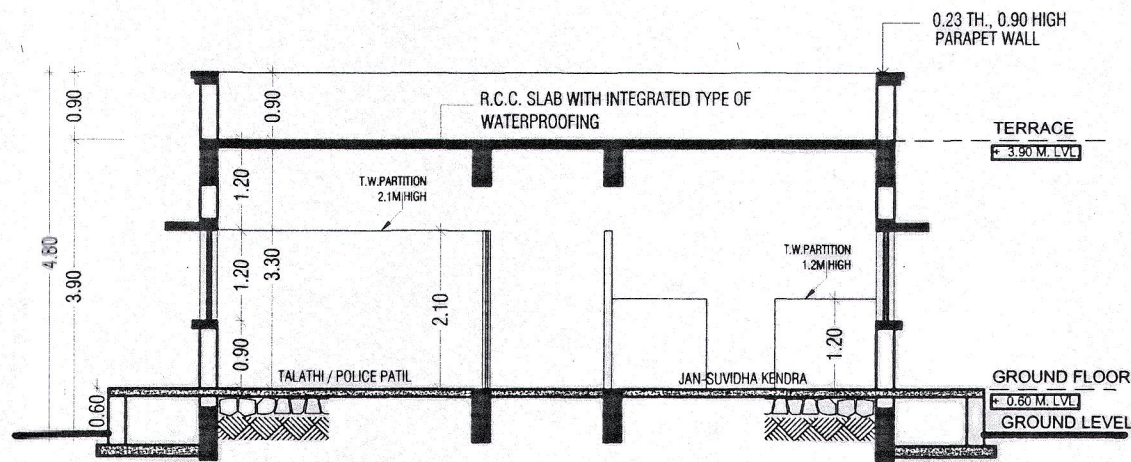 0.23 TH., 0.90 HIGH
PARAPET WALL
0.90
0.90
R.C.C. SLAB WITH INTEGRATED TYPE OF
WATERPROOFING
TERRACE
+ 3.90 M. LVL
1.20
T.W.PARTITION
2.1M HIGH
4.80
3.90
1.20
3.30
2.10
T.W.PARTITION
1.2M HIGH
1.20
0.90
TALATHI / POLICE PATIL
JAN-SUVIDHA KENDRA
GROUND FLOOR
+ 0.60 M. LVL
0.60
GROUND LEVEL